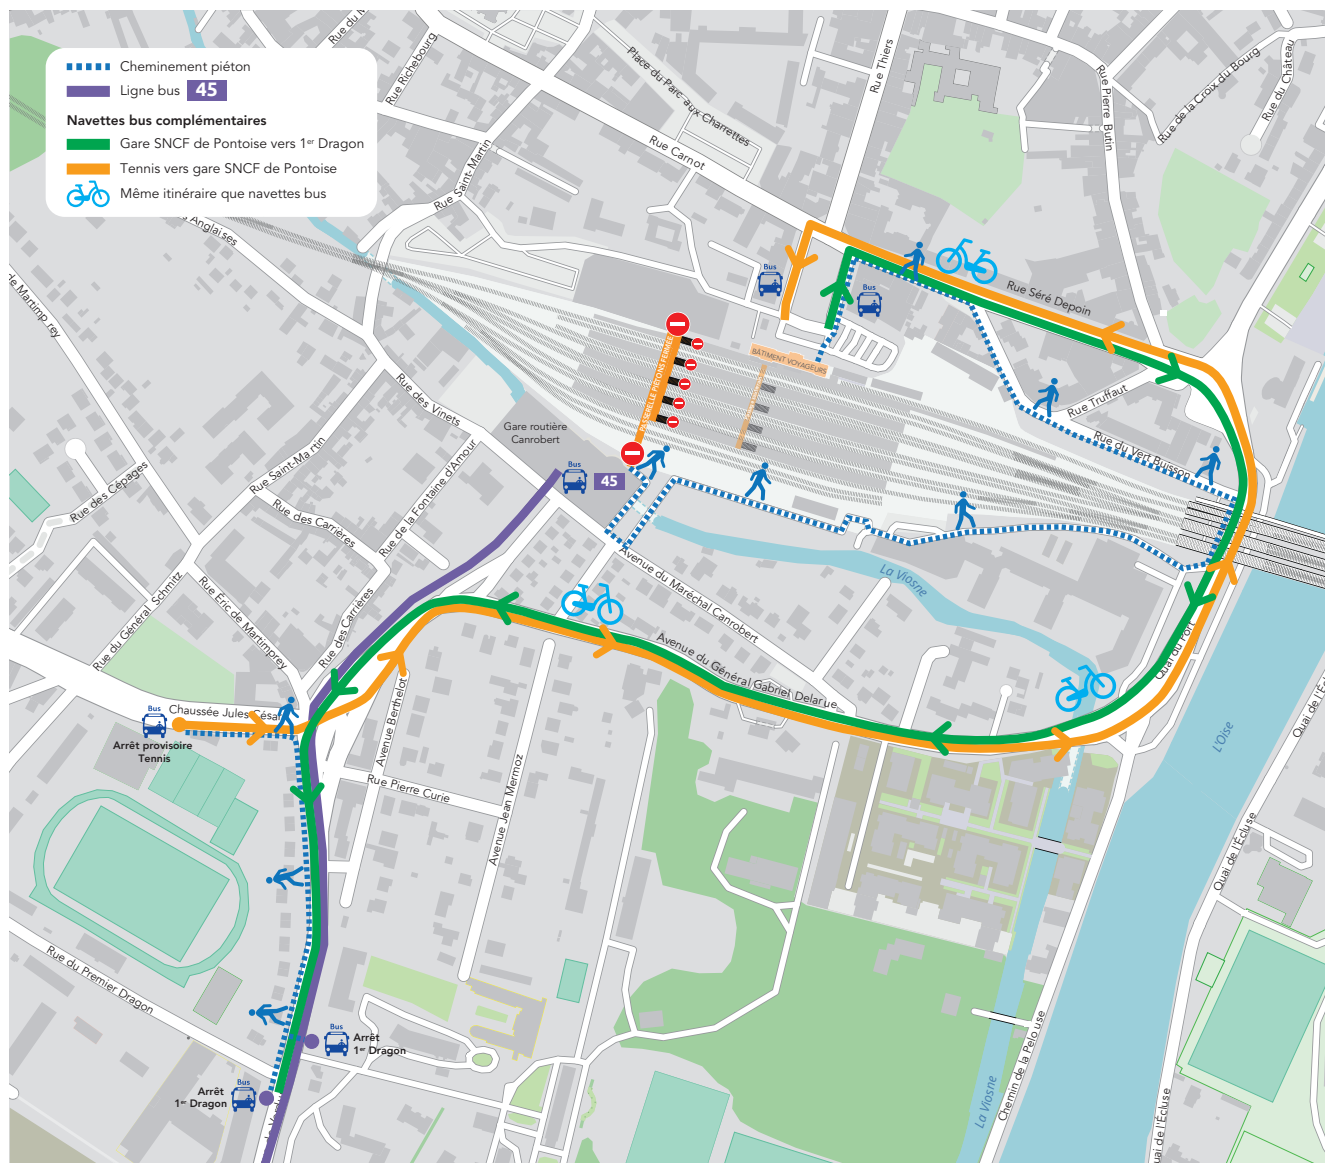 Cheminement piéton
Ligne bus 45
Navettes bus complémentaires
Gare SNCF de Pontoise vers 1er Dragon
Tennis vers gare SNCF de Pontoise
Même itinéraire que navettes bus
Rue Richebourg
Place du Parc aux Charrettes
Rue Carnot
Rue Thiers
Rue Pierre Butin
Rue de la Croix du Bourg
Rue du Château
Rue Saint-Martin
Anglaises
Bus
Bus
Rue Séré Depoin
BÂTIMENT VOYAGEURS
PASSERELLE PIÉTONS FERMÉE
Rue Truffaut
Rue du Vert Buisson
Rue des Vinets
Gare routière
Canrobert
Bus
45
Rue Saint-Martin
Rue de la Fontaine d'Amour
Rue des Cépages
Rue des Carrières
Rue du Général Schmitz
Rue Eric de Martimprey
Rue des Carrières
Avenue du Maréchal Canrobert
La Viosne
Avenue du Général Gabriel Delarue
Quai du Port
L'Oise
Chaussée Jules César
Bus
Arrêt provisoire
Tennis
Avenue Berthelot
Rue Pierre Curie
Avenue Jean Mermoz
Quai de l'Écluse
Rue du Premier Dragon
Bus
Arrêt
1er Dragon
Bus
Arrêt
1er Dragon
La Viosne
Chemin de la Pelouse